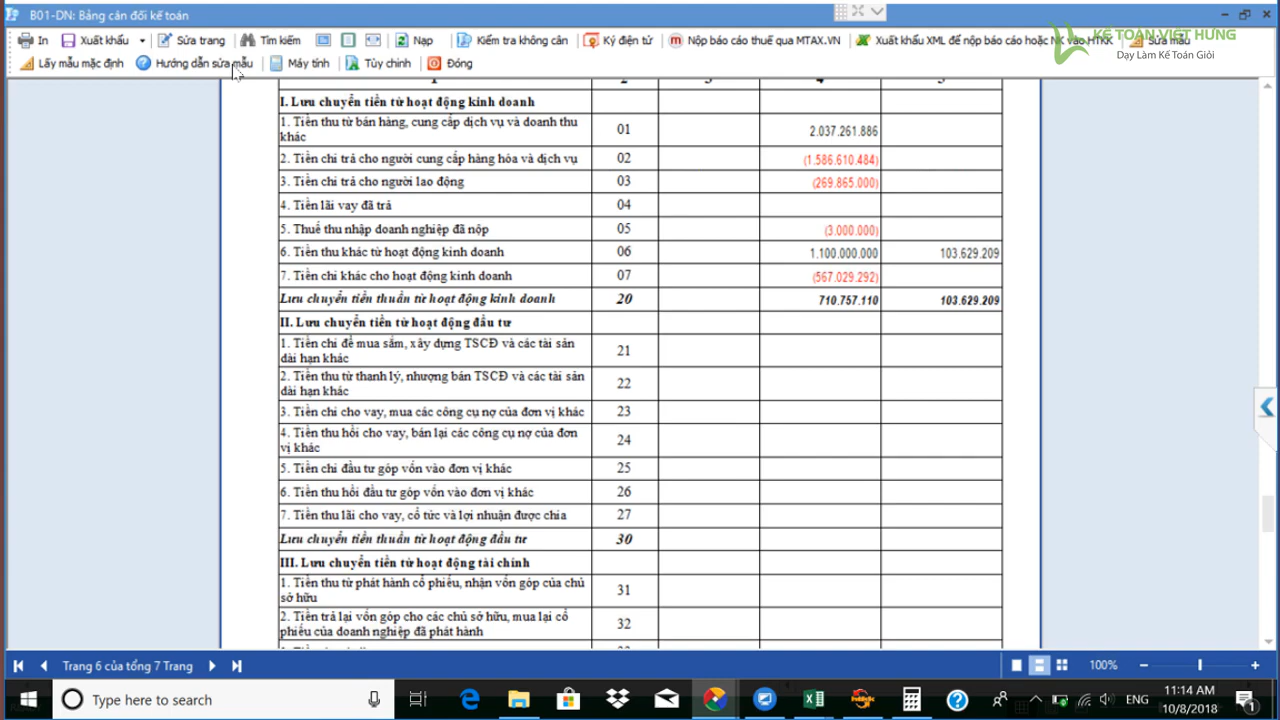 B01-DN: Bảng cân đối kế toán
In Xuất khẩu Sửa trang Tìm kiếm Nạp Kiểm tra không cân Ký điện tử Nộp báo cáo thuế qua MTAX.VN Xuất khẩu XML để nộp báo cáo hoặc NK vào HTKK Sửa mẫu
KẾ TOÁN VIỆT HƯNG
Dạy Làm Kế Toán Giỏi
Lấy mẫu mặc định Hướng dẫn sửa mẫu Máy tính Tùy chỉnh Đóng
I. Lưu chuyển tiền từ hoạt động kinh doanh
1. Tiền thu từ bán hàng, cung cấp dịch vụ và doanh thu
khác 01 2.037.261.886
2. Tiền chi trả cho người cung cấp hàng hóa và dịch vụ 02 (1.586.610.484)
3. Tiền chi trả cho người lao động 03 (269.865.000)
4. Tiền lãi vay đã trả 04
5. Thuế thu nhập doanh nghiệp đã nộp 05 (3.000.000)
6. Tiền thu khác từ hoạt động kinh doanh 06 1.100.000.000 103.629.209
7. Tiền chi khác cho hoạt động kinh doanh 07 (567.029.292)
Lưu chuyển tiền thuần từ hoạt động kinh doanh 20 710.757.110 103.629.209
II. Lưu chuyển tiền từ hoạt động đầu tư
1. Tiền chi để mua sắm, xây dựng TSCĐ và các tài sản
dài hạn khác 21
2. Tiền thu từ thanh lý, nhượng bán TSCĐ và các tài sản
dài hạn khác 22
3. Tiền chi cho vay, mua các công cụ nợ của đơn vị khác 23
4. Tiền thu hồi cho vay, bán lại các công cụ nợ của đơn
vị khác 24
5. Tiền chi đầu tư góp vốn vào đơn vị khác 25
6. Tiền thu hồi đầu tư góp vốn vào đơn vị khác 26
7. Tiền thu lãi cho vay, cổ tức và lợi nhuận được chia 27
Lưu chuyển tiền thuần từ hoạt động đầu tư 30
III. Lưu chuyển tiền từ hoạt động tài chính
1. Tiền thu từ phát hành cổ phiếu, nhận vốn góp của chủ
sở hữu 31
2. Tiền trả lại vốn góp cho các chủ sở hữu, mua lại cổ
phiếu của doanh nghiệp đã phát hành 32
Trang 6 của tổng 7 Trang 100%
Type here to search ENG 11:14 AM
10/8/2018